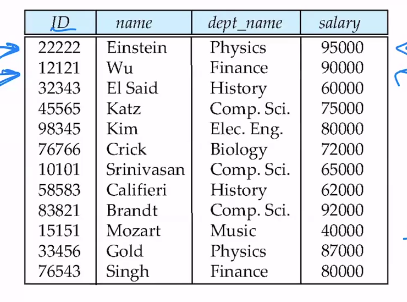 ID name dept_name salary
22222 Einstein Physics 95000
12121 Wu Finance 90000
32343 El Said History 60000
45565 Katz Comp. Sci. 75000
98345 Kim Elec. Eng. 80000
76766 Crick Biology 72000
10101 Srinivasan Comp. Sci. 65000
58583 Califieri History 62000
83821 Brandt Comp. Sci. 92000
15151 Mozart Music 40000
33456 Gold Physics 87000
76543 Singh Finance 80000